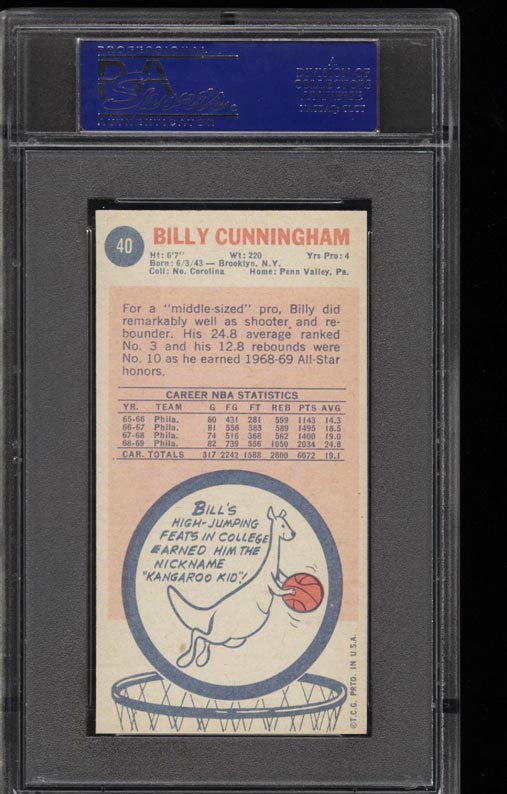 PROFESSIONAL
PSA
Sports
AUTHENTICATION
A
DIVISION OF
40
BILLY CUNNINGHAM
Ht: 6'7" Wt: 220 Yrs Pro: 4
Born: 6/3/43 — Brooklyn, N.Y.
Coll: No. Carolina Home: Penn Valley, Pa.
For a "middle-sized" pro, Billy did
remarkably well as shooter and re-
bounder. His 24.8 average ranked
No. 3 and his 12.8 rebounds were
No. 10 as he earned 1968-69 All-Star
honors.
CAREER NBA STATISTICS
YR. TEAM G FG FT REB PTS AVG
65-66 Phila. 80 431 281 599 1143 14.3
66-67 Phila. 81 556 383 589 1495 18.5
67-68 Phila. 74 516 368 562 1400 19.0
68-69 Phila. 82 739 556 1050 2034 24.8
CAR. TOTALS 317 2242 1588 2800 6072 19.1
BILL'S
HIGH-JUMPING
FEATS IN COLLEGE
EARNED HIM THE
NICKNAME
"KANGAROO KID"!
©T.C.G. PRTD. IN U.S.A.